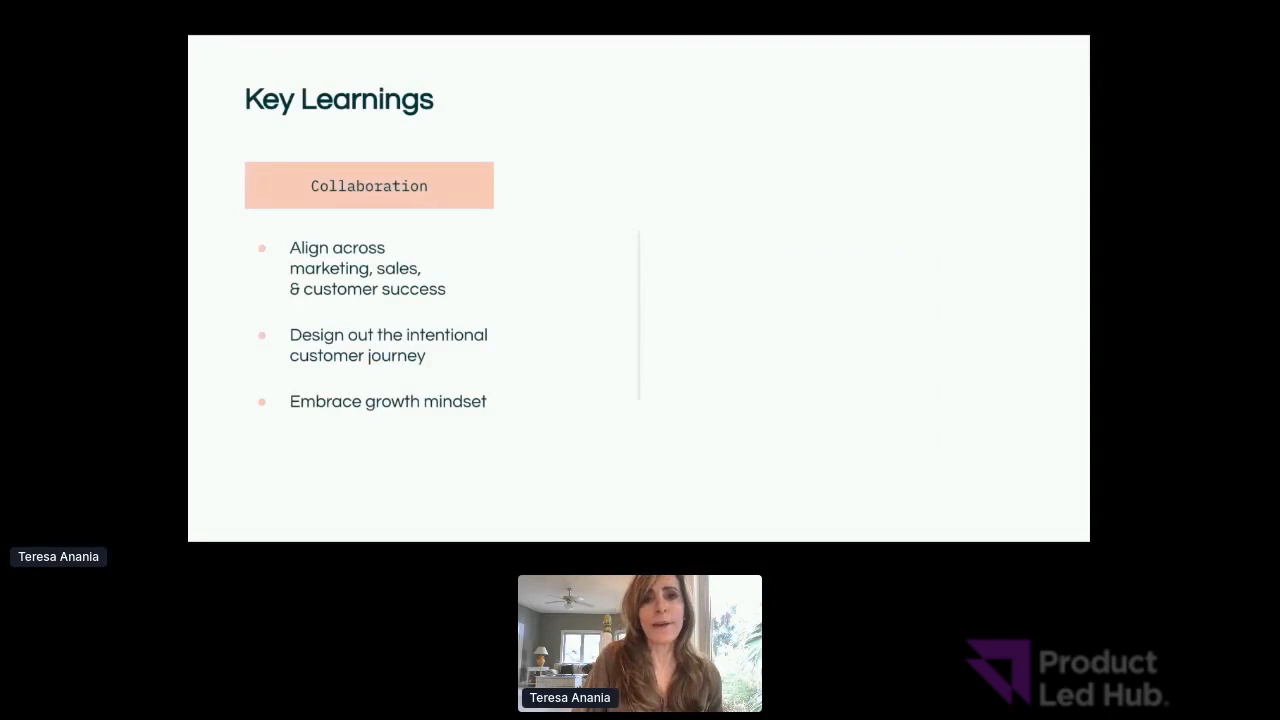 Key Learnings
Collaboration
Align across
marketing, sales,
& customer success
Design out the intentional
customer journey
Embrace growth mindset
Teresa Anania
Teresa Anania
Product
Led Hub.